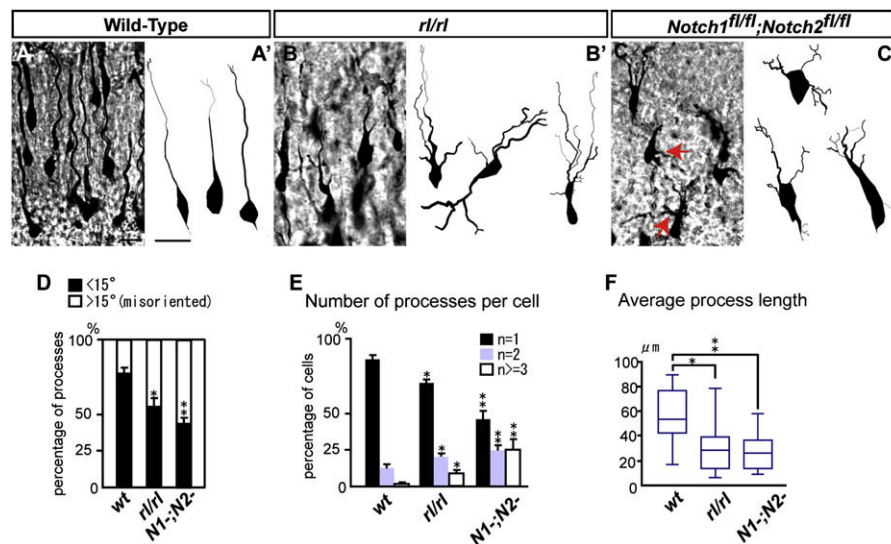 Wild-Type
rl/rl
Notch1fl/fl;Notch2fl/fl
A
A'
B
B'
C
C
D
<15°
>15° (misoriented)
%
percentage of processes
100
50
25
0
*
**
wt
rl/rl
N1-;N2-
E
Number of processes per cell
%
percentage of cells
100
50
25
0
n=1
n=2
n>=3
*
*
*
**
**
**
wt
rl/rl
N1-;N2-
F
Average process length
μm
100
80
60
40
20
*
**
wt
rl/rl
N1-;N2-